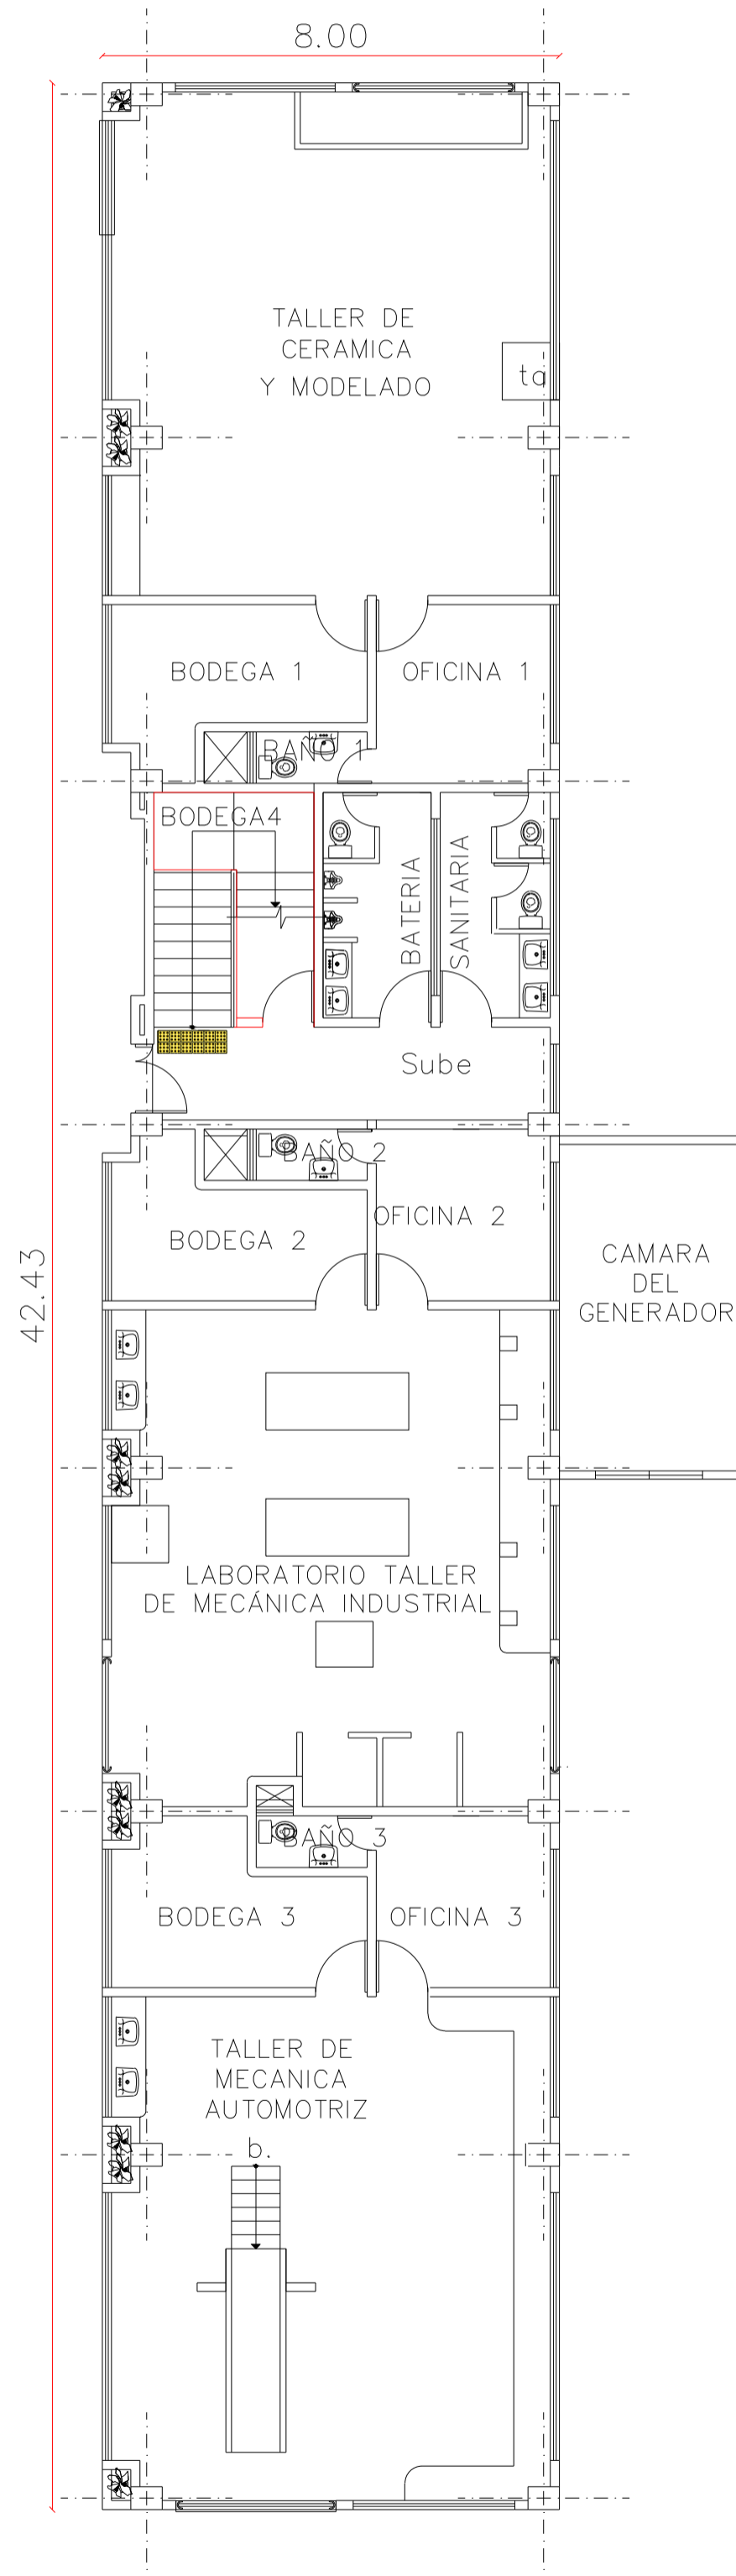 8.00
TALLER DE
CERAMICA
Y MODELADO
ta
BODEGA 1
OFICINA 1
BAÑO 1
BODEGA4
BATERIA
SANITARIA
Sube
BAÑO 2
OFICINA 2
BODEGA 2
42.43
CAMARA
DEL
GENERADOR
LABORATORIO TALLER
DE MECÁNICA INDUSTRIAL
BAÑO 3
BODEGA 3
OFICINA 3
TALLER DE
MECANICA
AUTOMOTRIZ
b.